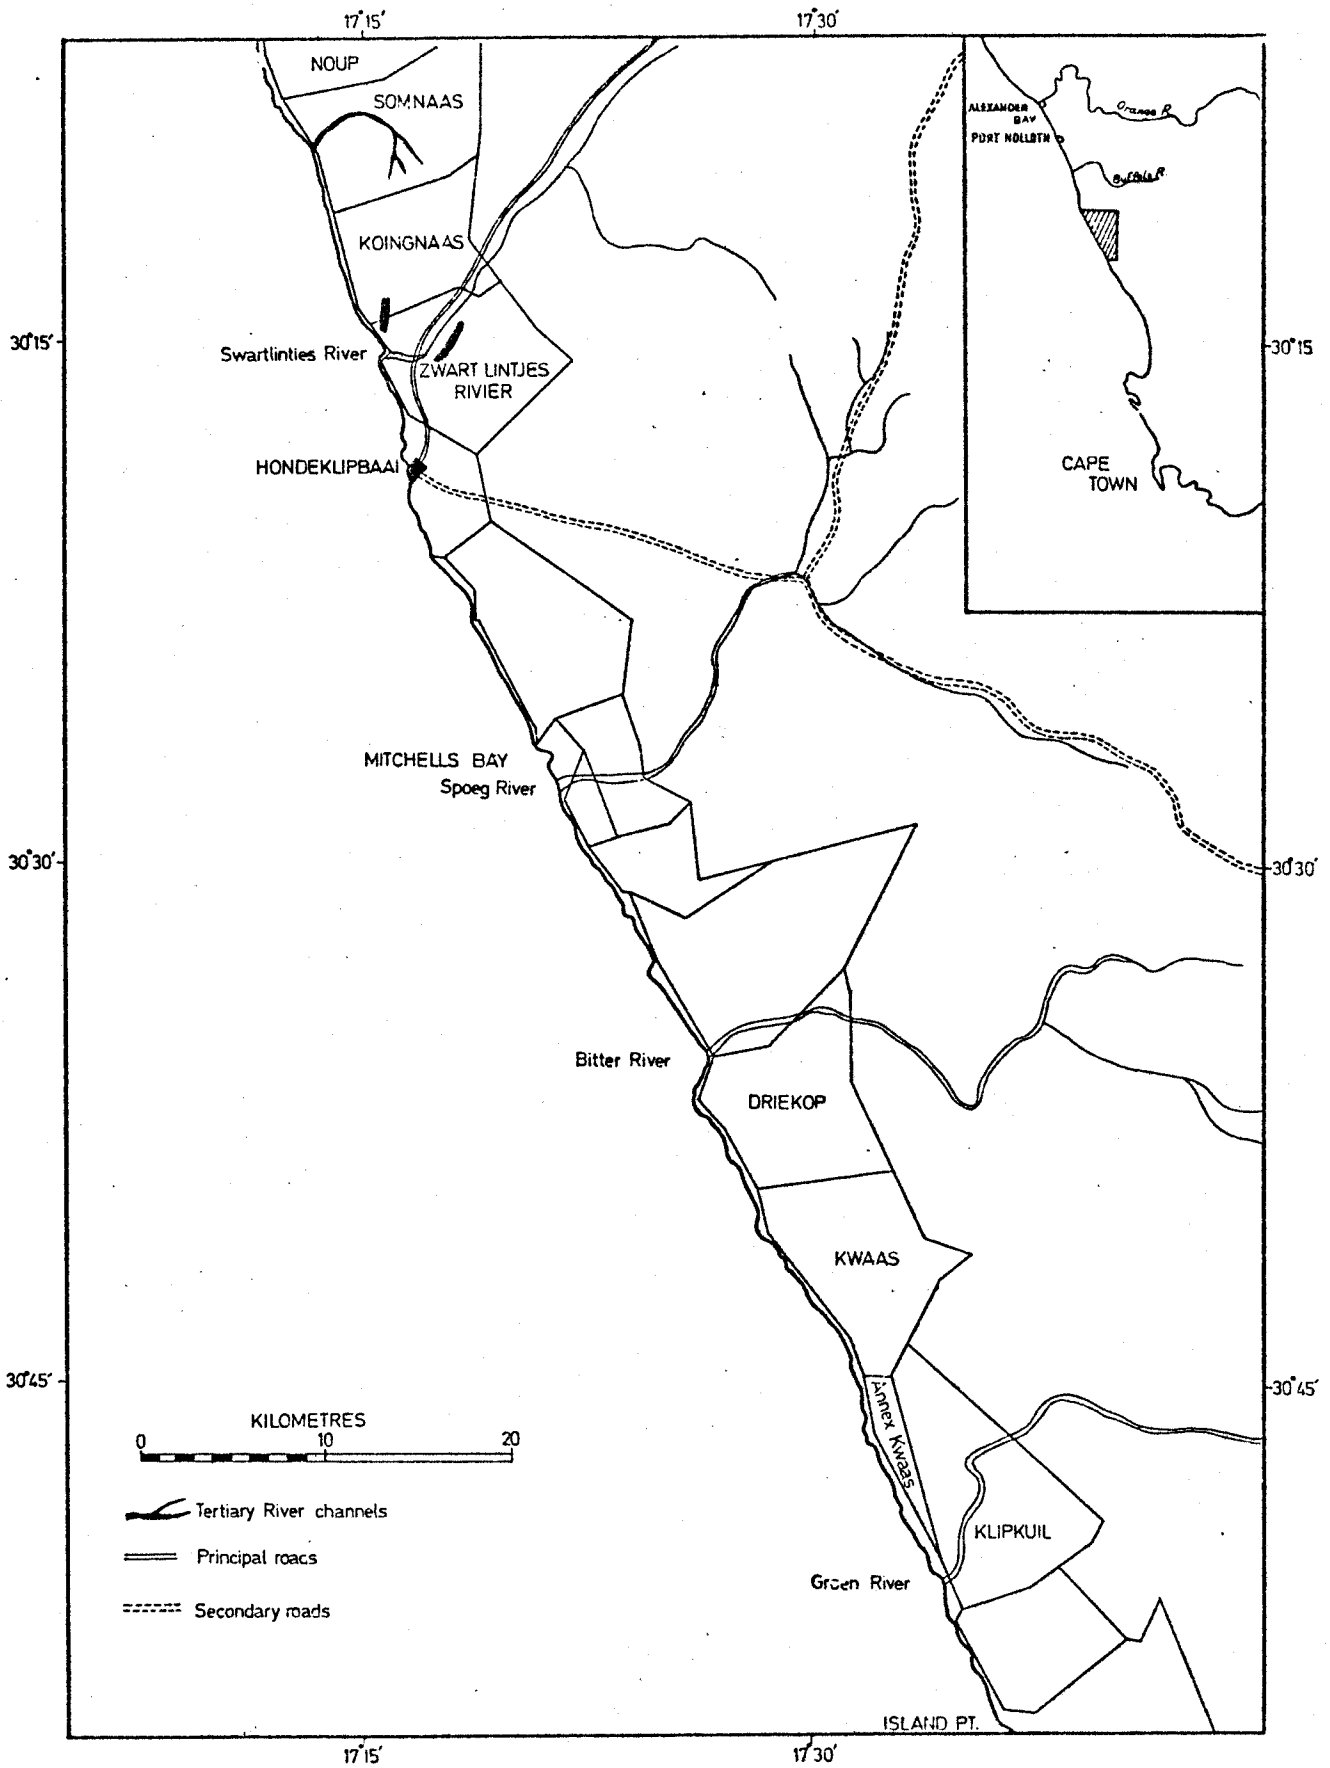 17°15′
17°30′
NOUP
SOMNAAS
ALEXANDER
BAY
Orange R.
PORT NOLLOTH
Buffels R.
KOINGNAAS
30°15′
30°15′
Swartlinties River
ZWART LINTJES
RIVIER
HONDEKLIPBAAI
CAPE
TOWN
MITCHELLS BAY
Spoeg River
30°30′
30°30′
Bitter River
DRIEKOP
KWAAS
30°45′
30°45′
Annex Kwaas
KILOMETRES
0 10 20
Tertiary River channels
Principal roads
KLIPKUIL
Groen River
Secondary roads
ISLAND PT.
17°15′
17°30′